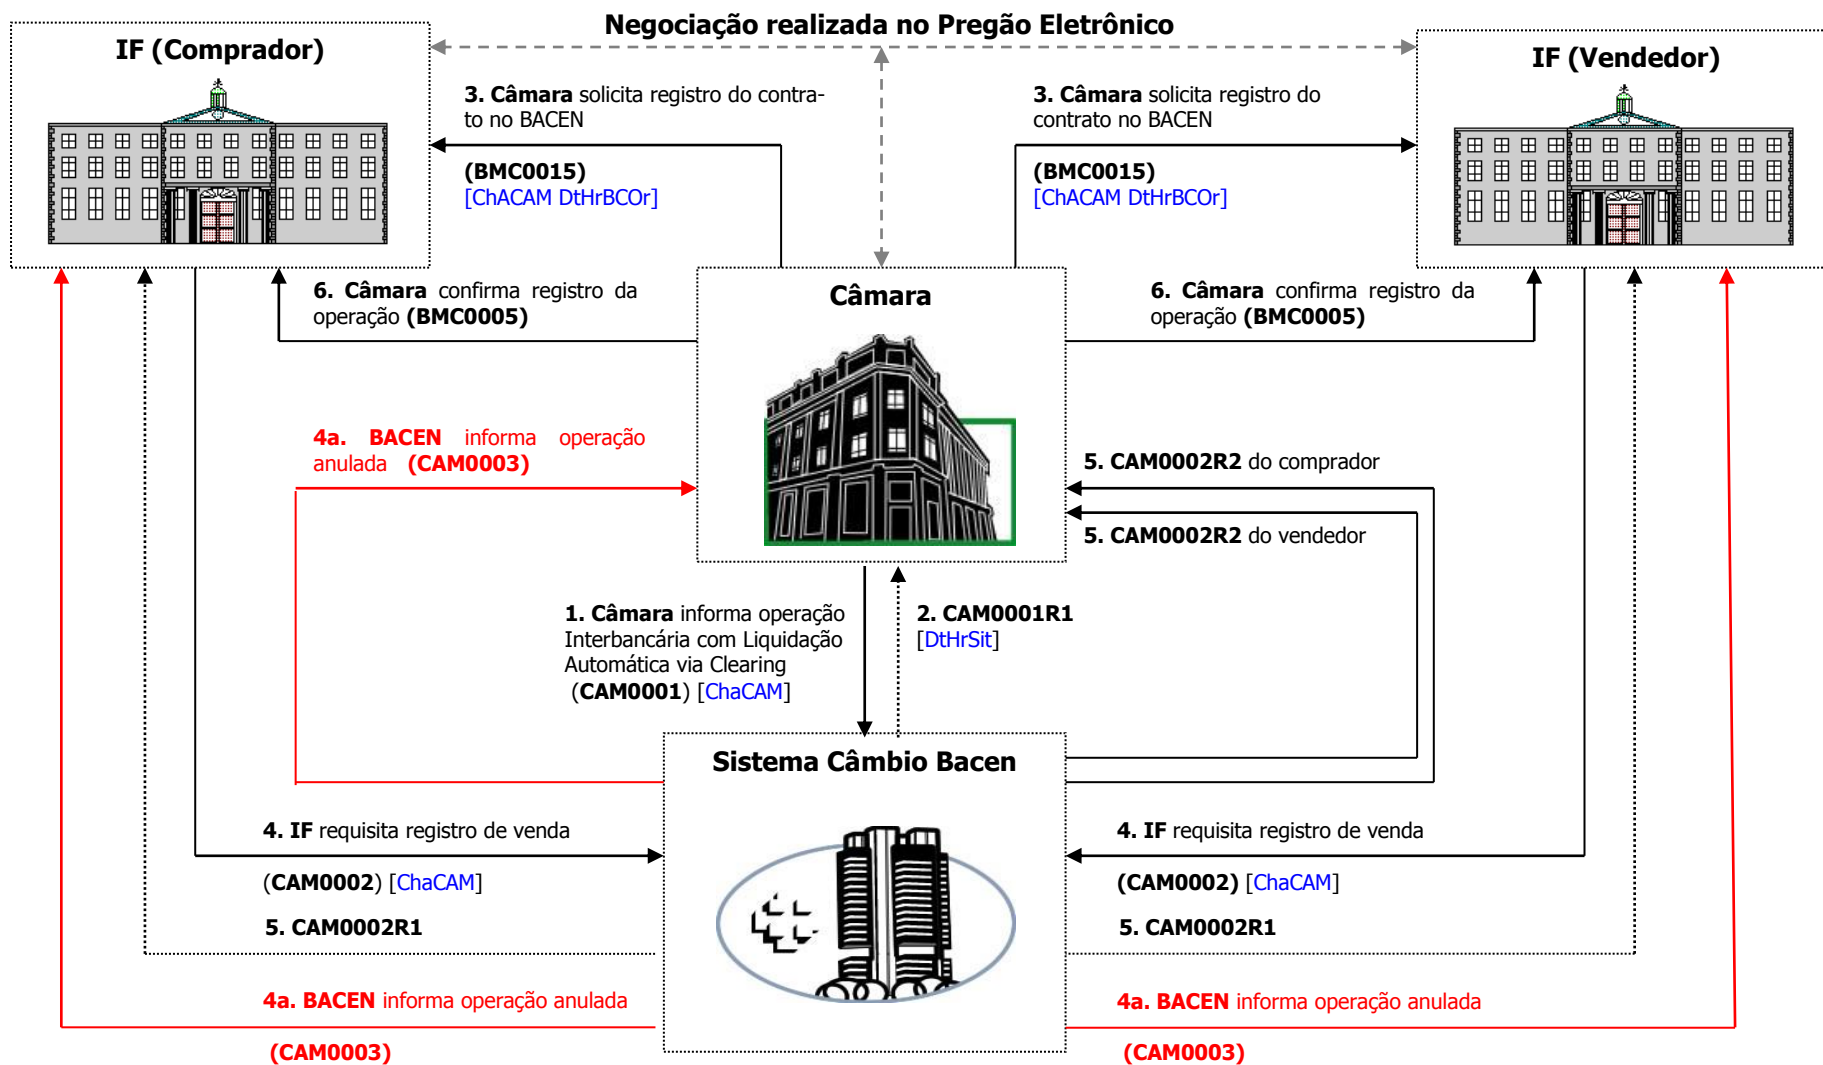 Negociação realizada no Pregão Eletrônico
IF (Comprador)
IF (Vendedor)
3. Câmara solicita registro do contra-
to no BACEN
(BMC0015)
[ChACAM DtHrBCOr]
3. Câmara solicita registro do
contrato no BACEN
(BMC0015)
[ChACAM DtHrBCOr]
6. Câmara confirma registro da
operação (BMC0005)
Câmara
6. Câmara confirma registro da
operação (BMC0005)
4a. BACEN informa operação
anulada (CAM0003)
5. CAM0002R2 do comprador
5. CAM0002R2 do vendedor
1. Câmara informa operação
Interbancária com Liquidação
Automática via Clearing
(CAM0001) [ChaCAM]
2. CAM0001R1
[DtHrSit]
Sistema Câmbio Bacen
4. IF requisita registro de venda
(CAM0002) [ChaCAM]
5. CAM0002R1
4. IF requisita registro de venda
(CAM0002) [ChaCAM]
5. CAM0002R1
4a. BACEN informa operação anulada
(CAM0003)
4a. BACEN informa operação anulada
(CAM0003)